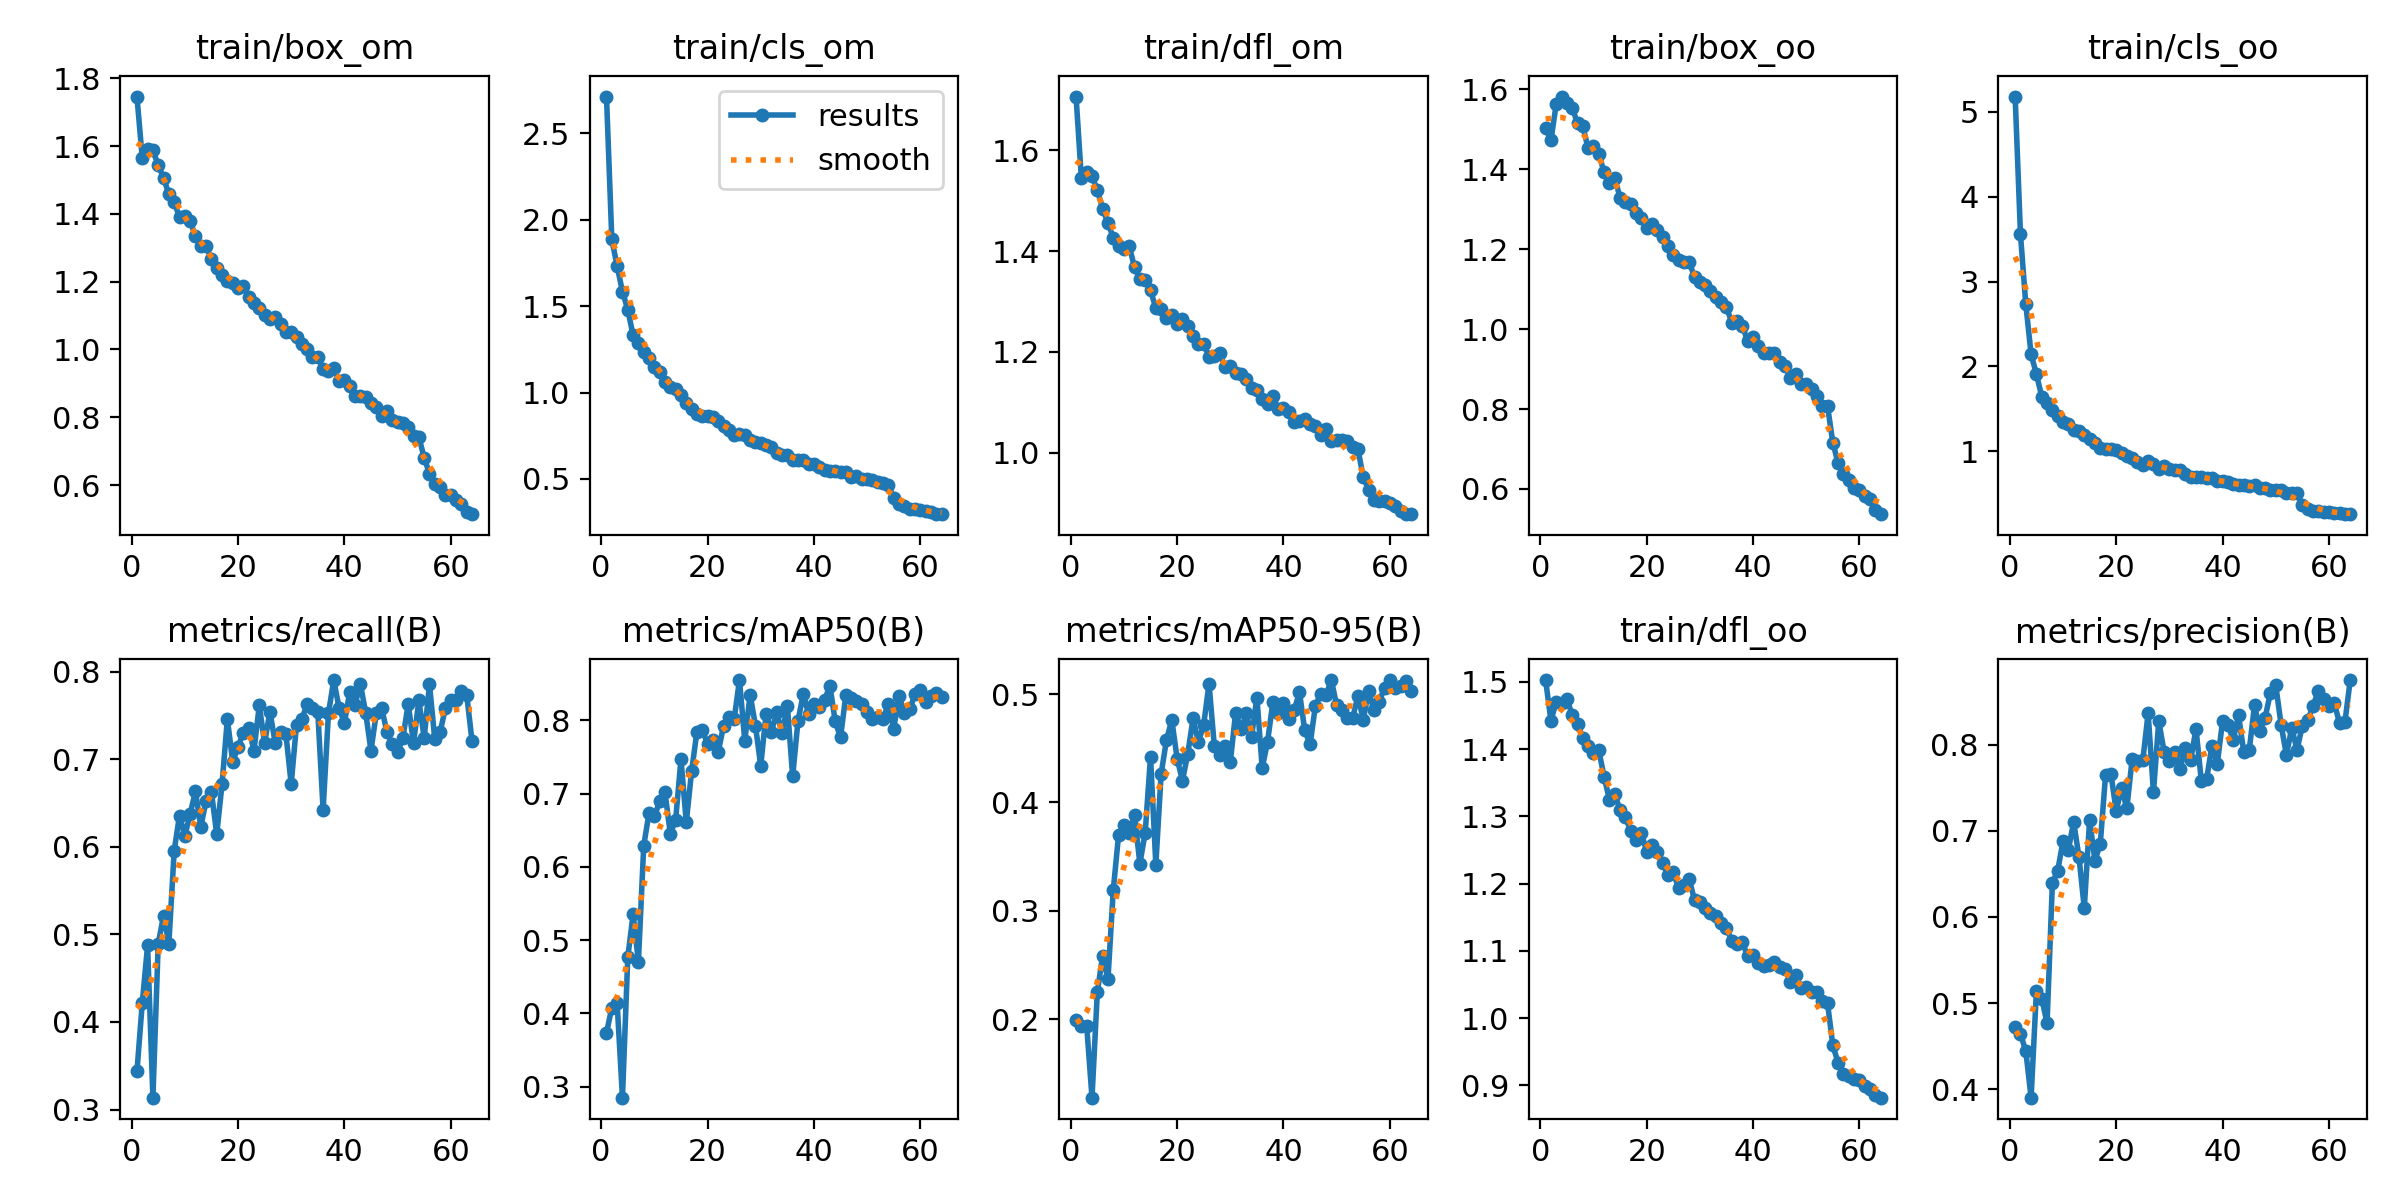 train/box_om
train/cls_om
train/dfl_om
train/box_oo
train/cls_oo
1.8
1.6
1.4
1.2
1.0
0.8
0.6
0 20 40 60
results
smooth
2.5
2.0
1.5
1.0
0.5
0 20 40 60
1.6
1.4
1.2
1.0
0 20 40 60
1.6
1.4
1.2
1.0
0.8
0.6
0 20 40 60
5
4
3
2
1
0 20 40 60
metrics/recall(B)
metrics/mAP50(B)
metrics/mAP50-95(B)
train/dfl_oo
metrics/precision(B)
0.8
0.7
0.6
0.5
0.4
0.3
0 20 40 60
0.8
0.7
0.6
0.5
0.4
0.3
0 20 40 60
0.5
0.4
0.3
0.2
0 20 40 60
1.5
1.4
1.3
1.2
1.1
1.0
0.9
0 20 40 60
0.8
0.7
0.6
0.5
0.4
0 20 40 60